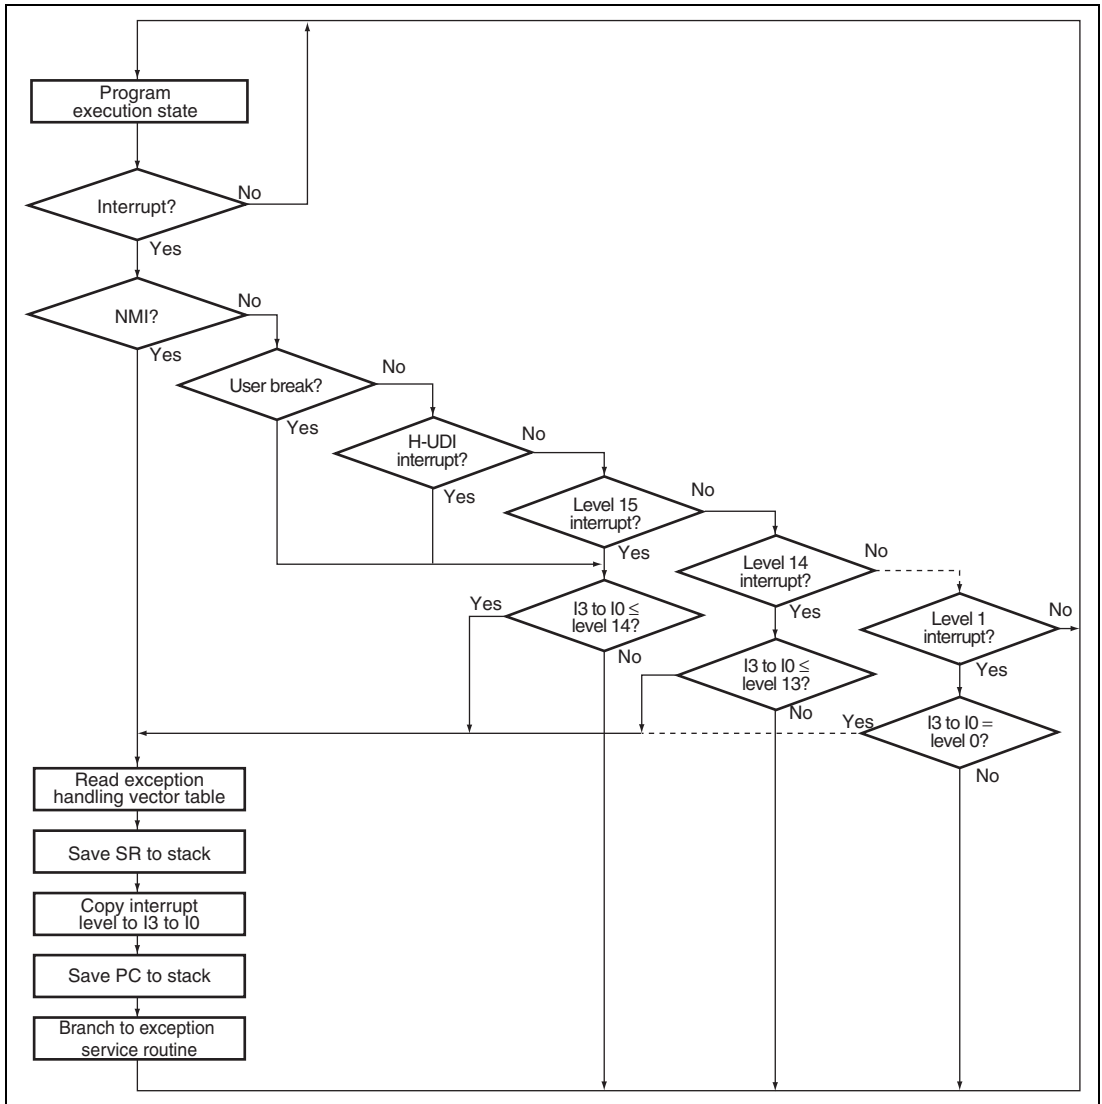 Program
execution state
Interrupt?
No
Yes
NMI?
No
Yes
User break?
No
Yes
H-UDI
interrupt?
No
Yes
Level 15
interrupt?
No
Yes
Level 14
interrupt?
No
Yes
Level 1
interrupt?
No
Yes
I3 to I0 ≤
level 14?
Yes
No
I3 to I0 ≤
level 13?
No
I3 to I0 =
level 0?
Yes
No
Read exception
handling vector table
Save SR to stack
Copy interrupt
level to I3 to I0
Save PC to stack
Branch to exception
service routine